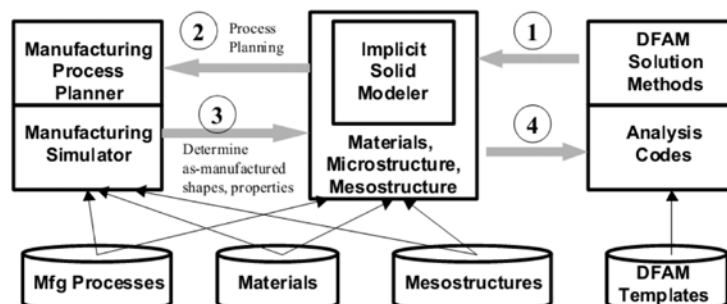 Manufacturing
Process
Planner
Manufacturing
Simulator
2
Process
Planning
3
Determine
as-manufactured
shapes, properties
Implicit
Solid
Modeler
Materials,
Microstructure,
Mesostructure
1
4
DFAM
Solution
Methods
Analysis
Codes
Mfg Processes
Materials
Mesostructures
DFAM
Templates